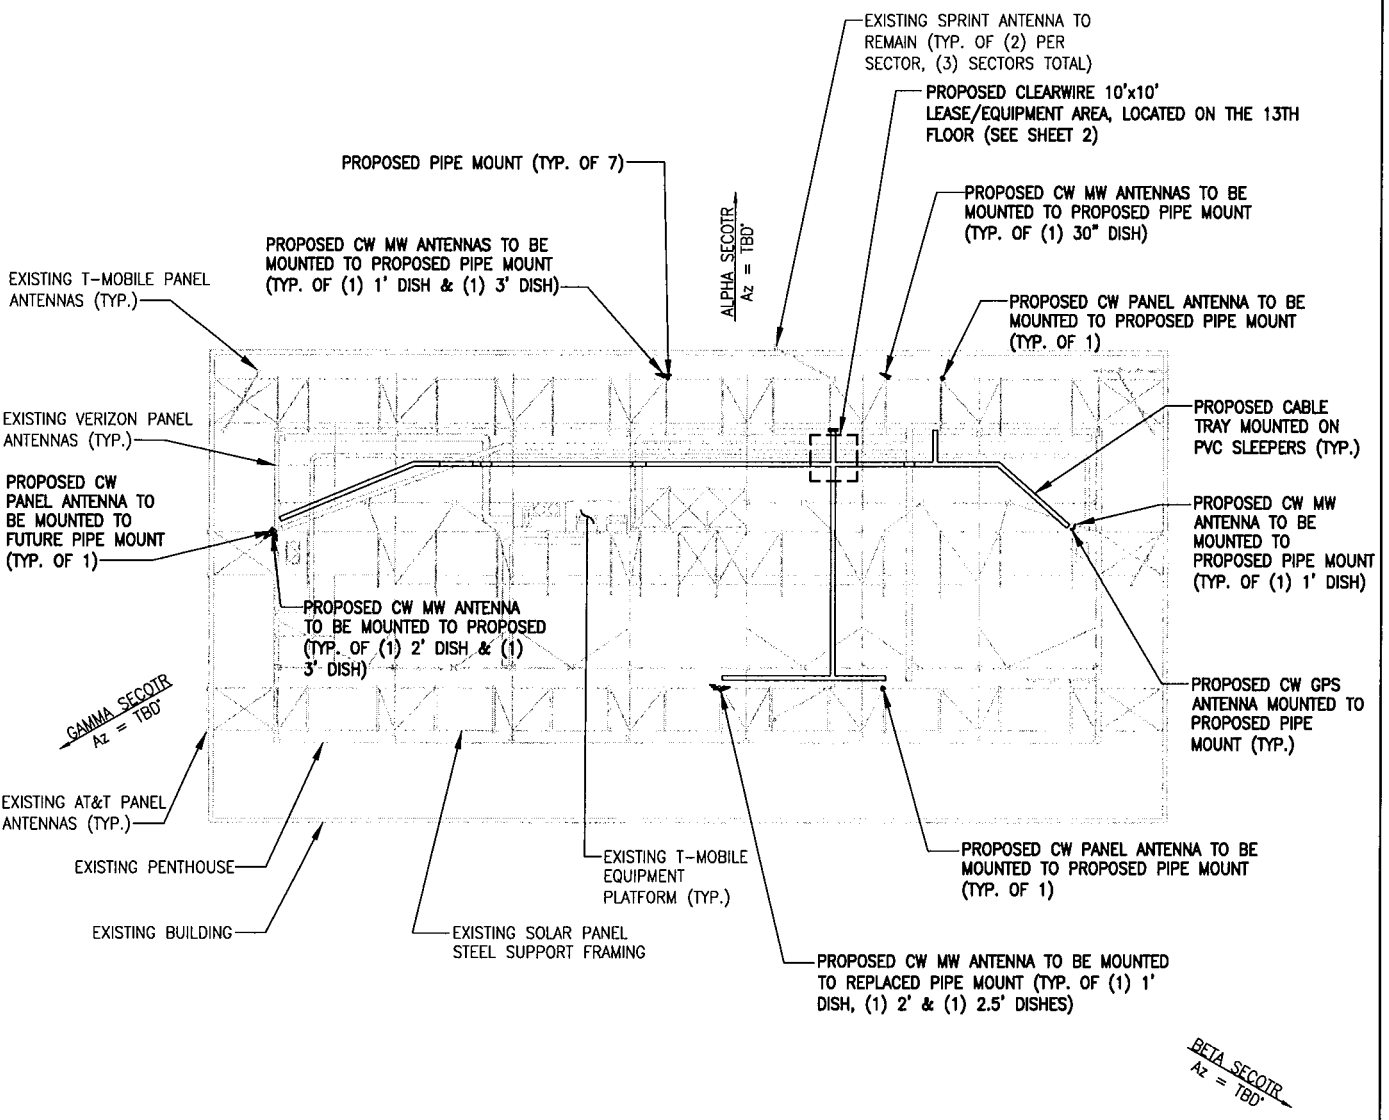 EXISTING SPRINT ANTENNA TO
REMAIN (TYP. OF (2) PER
SECTOR, (3) SECTORS TOTAL)
PROPOSED CLEARWIRE 10'x10'
LEASE/EQUIPMENT AREA, LOCATED ON THE 13TH
FLOOR (SEE SHEET 2)
PROPOSED PIPE MOUNT (TYP. OF 7)
PROPOSED CW MW ANTENNAS TO BE
MOUNTED TO PROPOSED PIPE MOUNT
(TYP. OF (1) 30" DISH)
ALPHA SECOTR
Az = TBD°
PROPOSED CW MW ANTENNAS TO BE
MOUNTED TO PROPOSED PIPE MOUNT
(TYP. OF (1) 1' DISH & (1) 3' DISH)
EXISTING T-MOBILE PANEL
ANTENNAS (TYP.)
PROPOSED CW PANEL ANTENNA TO BE
MOUNTED TO PROPOSED PIPE MOUNT
(TYP. OF 1)
EXISTING VERIZON PANEL
ANTENNAS (TYP.)
PROPOSED CABLE
TRAY MOUNTED ON
PVC SLEEPERS (TYP.)
PROPOSED CW
PANEL ANTENNA TO
BE MOUNTED TO
FUTURE PIPE MOUNT
(TYP. OF 1)
PROPOSED CW MW
ANTENNA TO BE
MOUNTED TO
PROPOSED PIPE MOUNT
(TYP. OF (1) 1' DISH)
PROPOSED CW MW ANTENNA
TO BE MOUNTED TO PROPOSED
(TYP. OF (1) 2' DISH & (1)
3' DISH)
GAMMA SECOTR
Az = TBD°
PROPOSED CW GPS
ANTENNA MOUNTED TO
PROPOSED PIPE
MOUNT (TYP.)
EXISTING AT&T PANEL
ANTENNAS (TYP.)
EXISTING PENTHOUSE
EXISTING BUILDING
EXISTING T-MOBILE
EQUIPMENT
PLATFORM (TYP.)
PROPOSED CW PANEL ANTENNA TO BE
MOUNTED TO PROPOSED PIPE MOUNT
(TYP. OF 1)
EXISTING SOLAR PANEL
STEEL SUPPORT FRAMING
PROPOSED CW MW ANTENNA TO BE MOUNTED
TO REPLACED PIPE MOUNT (TYP. OF (1) 1'
DISH, (1) 2' & (1) 2.5' DISHES)
BETA SECOTR
Az = TBD°